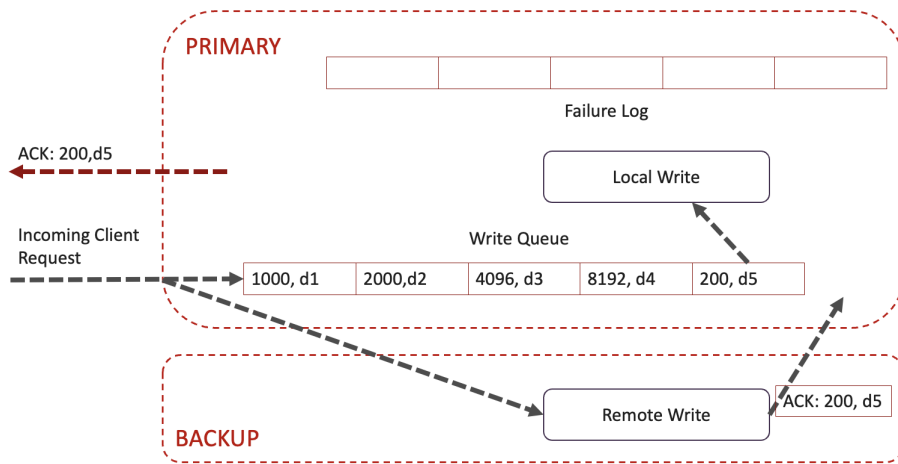 PRIMARY
Failure Log
ACK: 200,d5
Local Write
Incoming Client
Request
Write Queue
1000, d1
2000,d2
4096, d3
8192, d4
200, d5
ACK: 200, d5
Remote Write
BACKUP